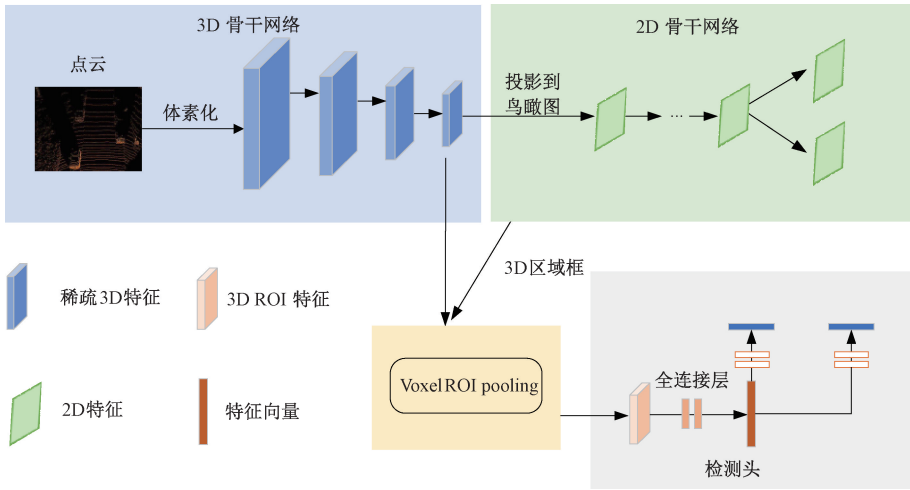 3D 骨干网络
2D 骨干网络
点云
体素化
投影到
鸟瞰图
...
3D区域框
稀疏3D特征
3D ROI 特征
Voxel ROI pooling
全连接层
2D特征
特征向量
检测头